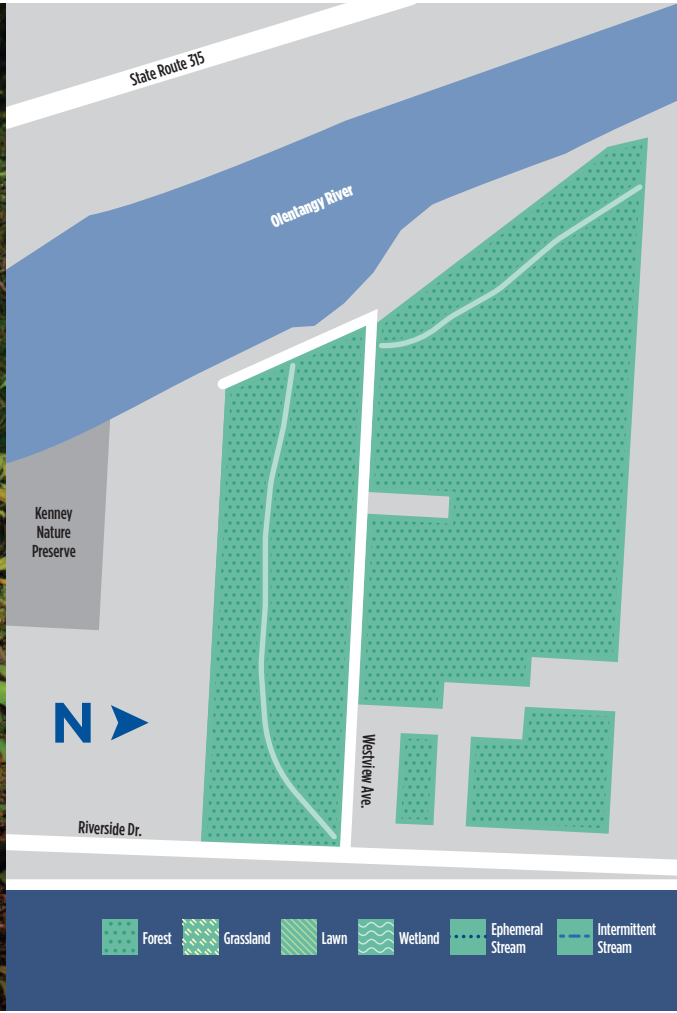 State Route 315
Olentangy River
Kenney
Nature
Preserve
N
Westview Ave.
Riverside Dr.
Forest
Grassland
Lawn
Wetland
Ephemeral
Stream
Intermittent
Stream